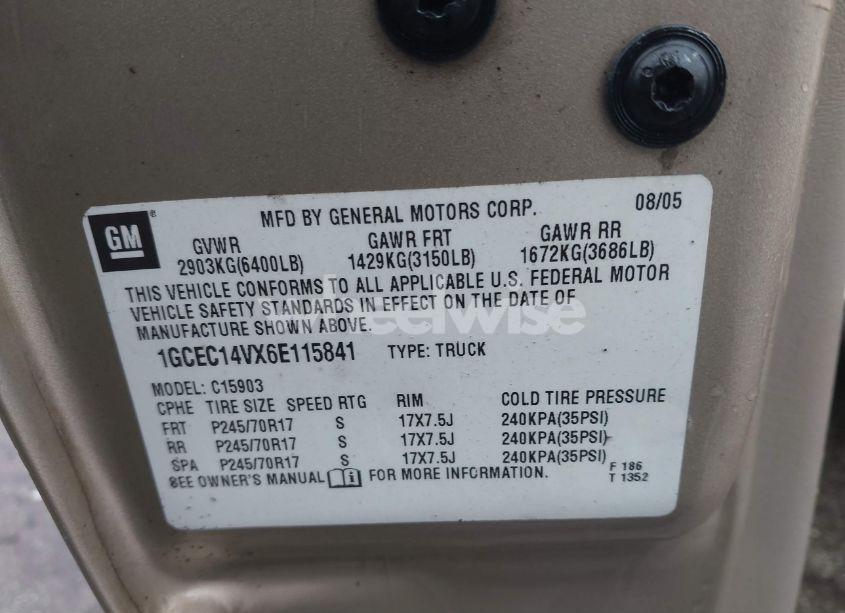 GM
MFD BY GENERAL MOTORS CORP. 08/05
GVWR GAWR FRT GAWR RR
2903KG(6400LB) 1429KG(3150LB) 1672KG(3686LB)
THIS VEHICLE CONFORMS TO ALL APPLICABLE U.S. FEDERAL MOTOR
VEHICLE SAFETY STANDARDS IN EFFECT ON THE DATE OF
MANUFACTURE SHOWN ABOVE.
wheelwise
1GCEC14VX6E115841 TYPE: TRUCK
MODEL: C15903
CPHE TIRE SIZE SPEED RTG RIM COLD TIRE PRESSURE
FRT P245/70R17 S 17X7.5J 240KPA(35PSI)
RR P245/70R17 S 17X7.5J 240KPA(35PSI)
SPA P245/70R17 S 17X7.5J 240KPA(35PSI)
SEE OWNER'S MANUAL FOR MORE INFORMATION.
F 186
T 1352